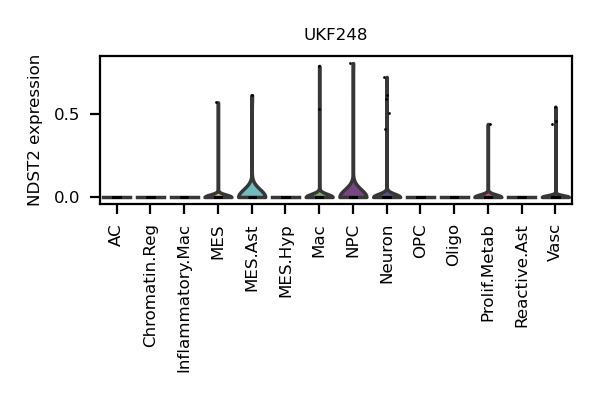 UKF248
NDST2 expression
0.5
0.0
AC
Chromatin.Reg
Inflammatory.Mac
MES
MES.Ast
MES.Hyp
Mac
NPC
Neuron
OPC
Oligo
Prolif.Metab
Reactive.Ast
Vasc